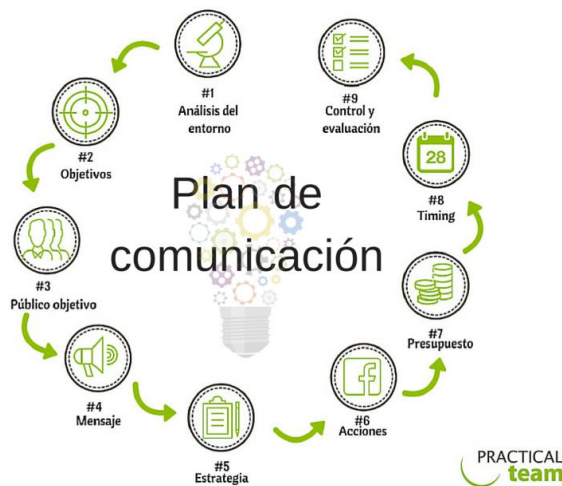 Plan de
comunicación
#1
Análisis del
entorno
#2
Objetivos
#3
Público objetivo
#4
Mensaje
#5
Estrategia
#6
Acciones
#7
Presupuesto
28
#8
Timing
#9
Control y
evaluación
PRACTICAL
team